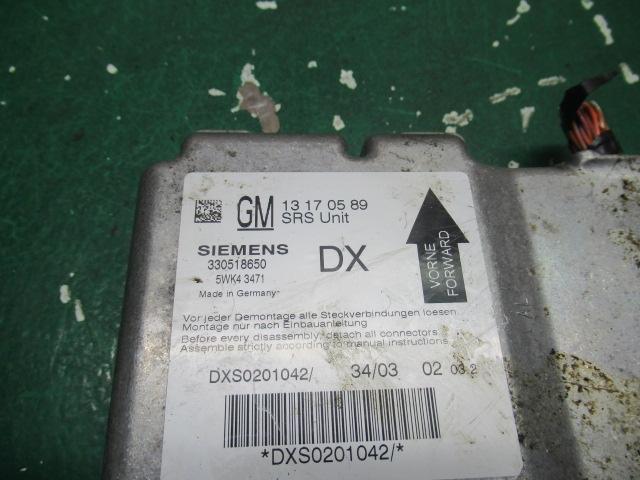 GM 13 17 05 89
SRS Unit
SIEMENS
330518650
5WK4 3471
Made in Germany
DX
VORNE
FORWARD
Vor jeder Demontage alle Steckverbindungen loesen.
Montage nur nach Einbauanleitung
Before every disassembly, detach all connectors.
Assemble strictly according to manual instructions.
DXS0201042/ 34/03 02 03.2
*DXS0201042/*